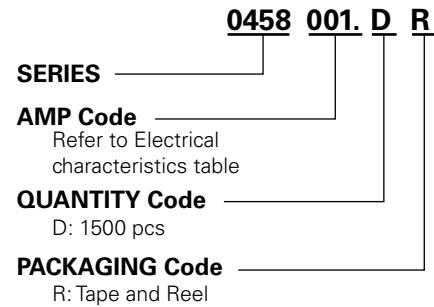 0458 001. D R
SERIES
AMP Code
Refer to Electrical
characteristics table
QUANTITY Code
D: 1500 pcs
PACKAGING Code
R: Tape and Reel